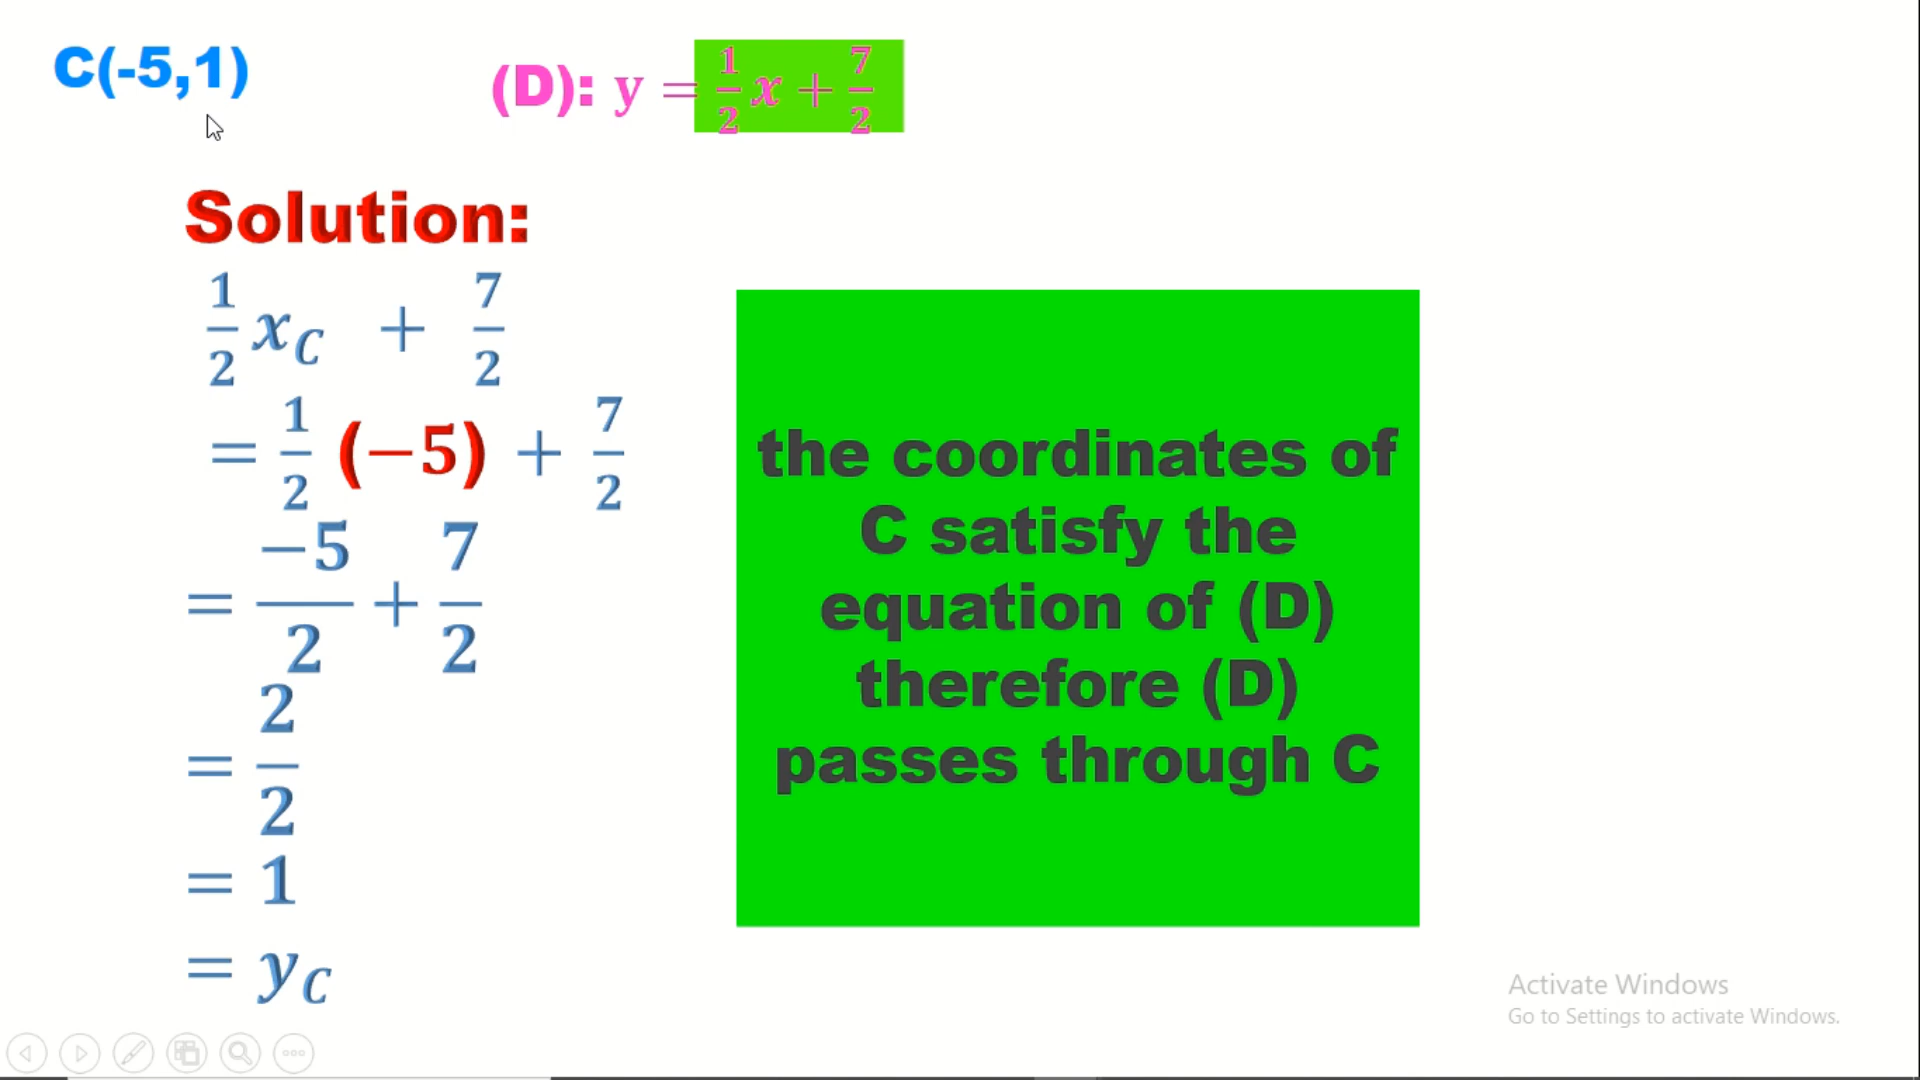 C(-5,1)
(D): y = 1/2 x + 7/2
Solution:
1/2 x_C + 7/2
= 1/2 (−5) + 7/2
= −5/2 + 7/2
= 2/2
= 1
= y_C
the coordinates of
C satisfy the
equation of (D)
therefore (D)
passes through C
Activate Windows
Go to Settings to activate Windows.